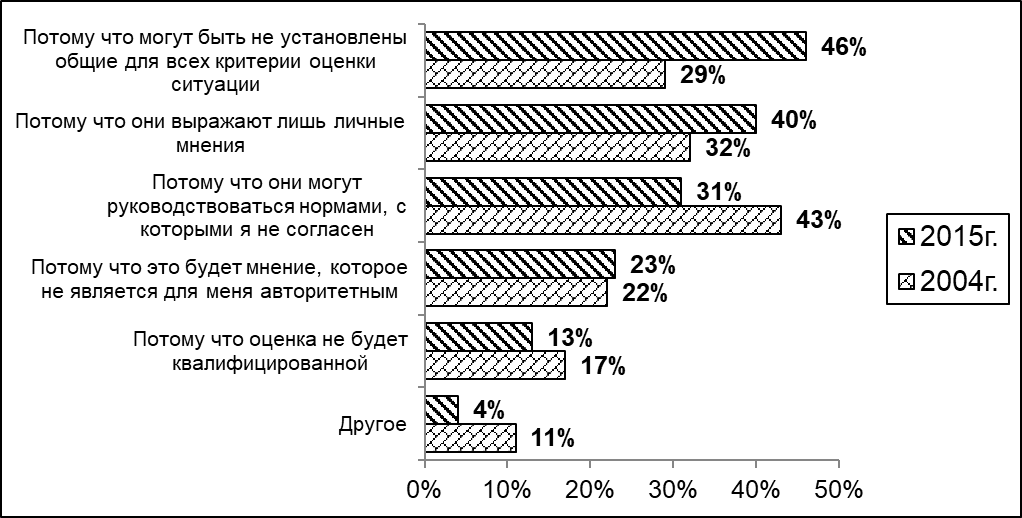 Потому что могут быть не установлены
общие для всех критерии оценки
ситуации
46%
29%
Потому что они выражают лишь личные
мнения
40%
32%
Потому что они могут
руководствоваться нормами, с
которыми я не согласен
31%
43%
Потому что это будет мнение, которое
не является для меня авторитетным
23%
22%
Потому что оценка не будет
квалифицированной
13%
17%
Другое
4%
11%
0% 10% 20% 30% 40% 50%
2015г.
2004г.